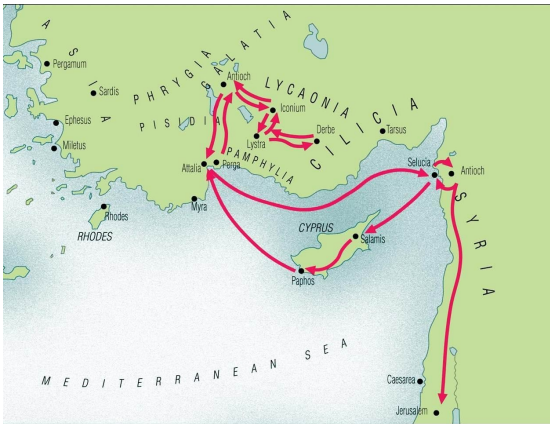 ASIA
PHRYGIA
GALATIA
Pergamum
Antioch
LYCAONIA
Sardis
Iconium
PISIDIA
CILICIA
Ephesus
Derbe
Tarsus
Miletus
Lystra
PAMPHYLIA
Attalia
Perga
Selucia
Antioch
SYRIA
Myra
Rhodes
RHODES
CYPRUS
Salamis
Paphos
MEDITERRANEAN SEA
Caesarea
Jerusalem